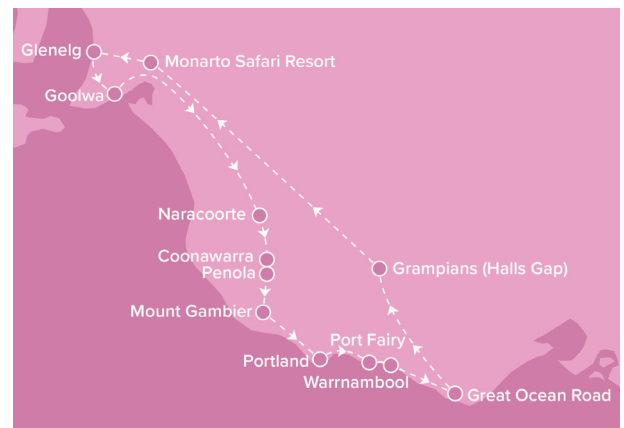 Glenelg
Monarto Safari Resort
Goolwa
Naracoorte
Coonawarra
Penola
Grampians (Halls Gap)
Mount Gambier
Port Fairy
Portland
Warrnambool
Great Ocean Road